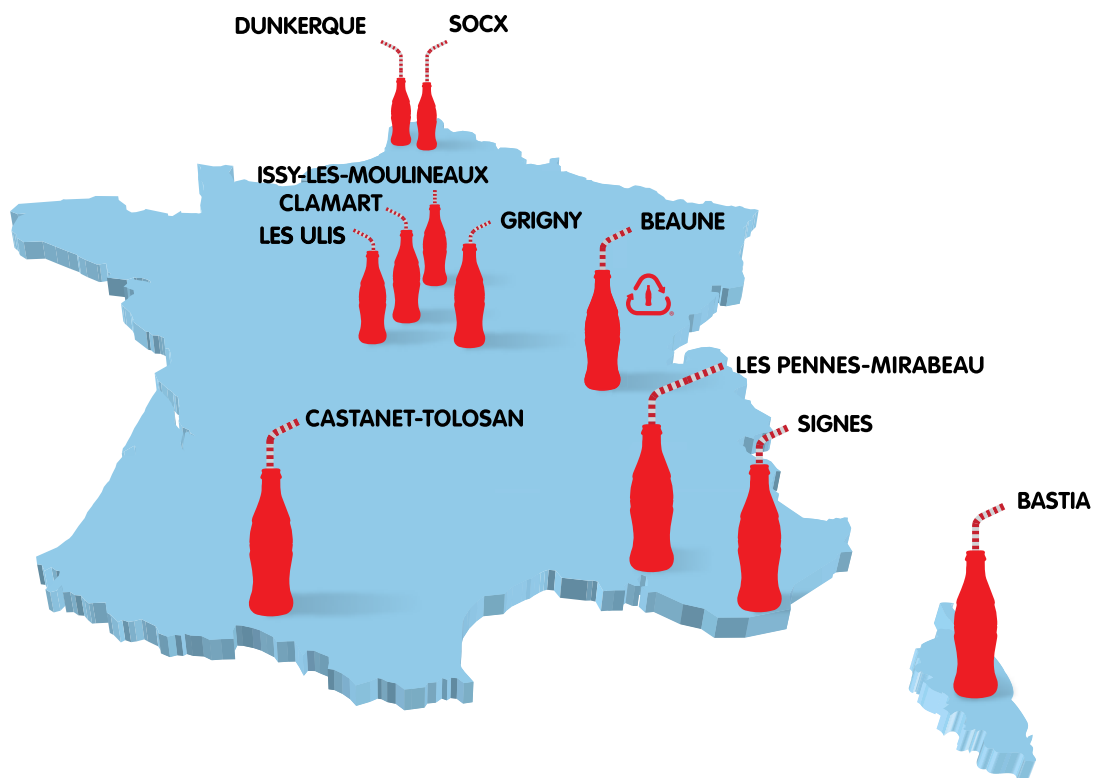 DUNKERQUE
SOCX
ISSY-LES-MOULINEAUX
CLAMART
LES ULIS
GRIGNY
BEAUNE
LES PENNES-MIRABEAU
CASTANET-TOLOSAN
SIGNES
BASTIA